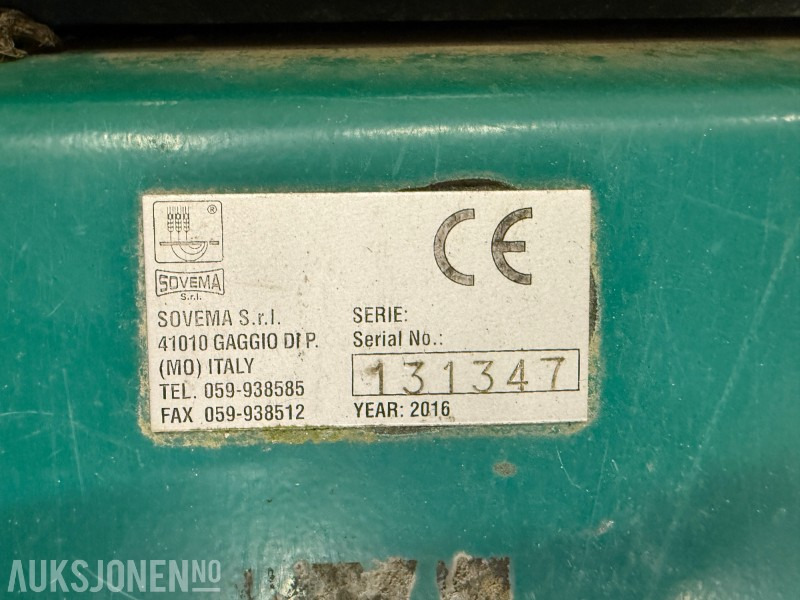 ®
SOVEMA
S.r.l.
SOVEMA S.r.l.
41010 GAGGIO DI P.
(MO) ITALY
TEL. 059-938585
FAX 059-938512
CE
SERIE:
Serial No.:
131347
YEAR: 2016
AUKSJONEN.NO